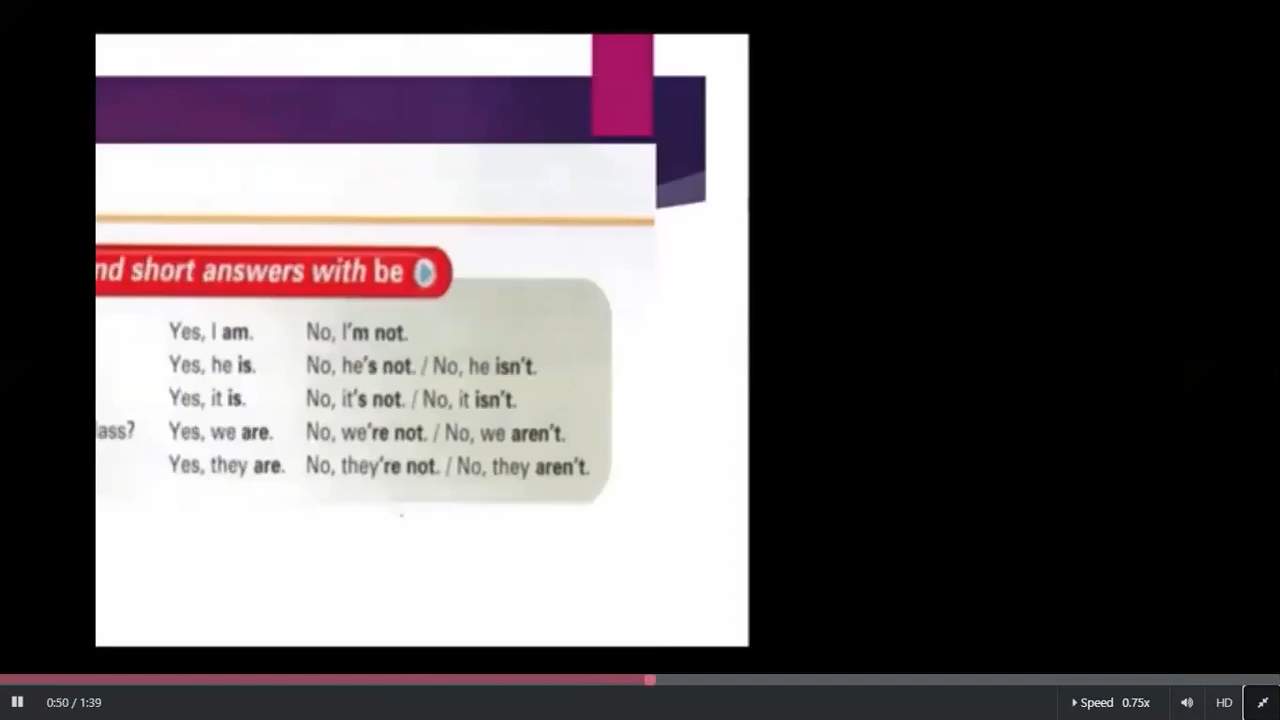 nd short answers with be
Yes, I am. No, I'm not.
Yes, he is. No, he's not. / No, he isn't.
Yes, it is. No, it's not. / No, it isn't.
ass? Yes, we are. No, we're not. / No, we aren't.
Yes, they are. No, they're not. / No, they aren't.
0:50 / 1:39 Speed 0.75x HD